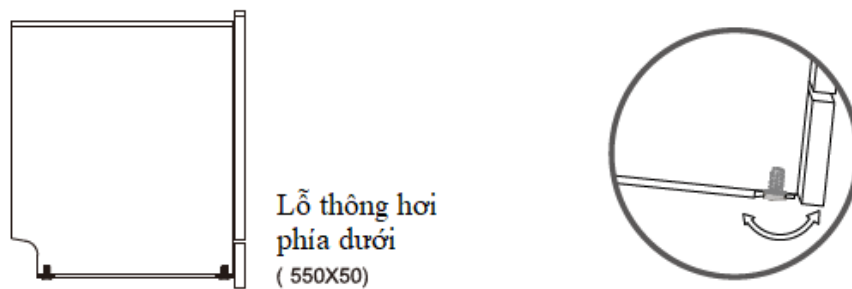 Lỗ thông hơi
phía dưới
( 550X50)